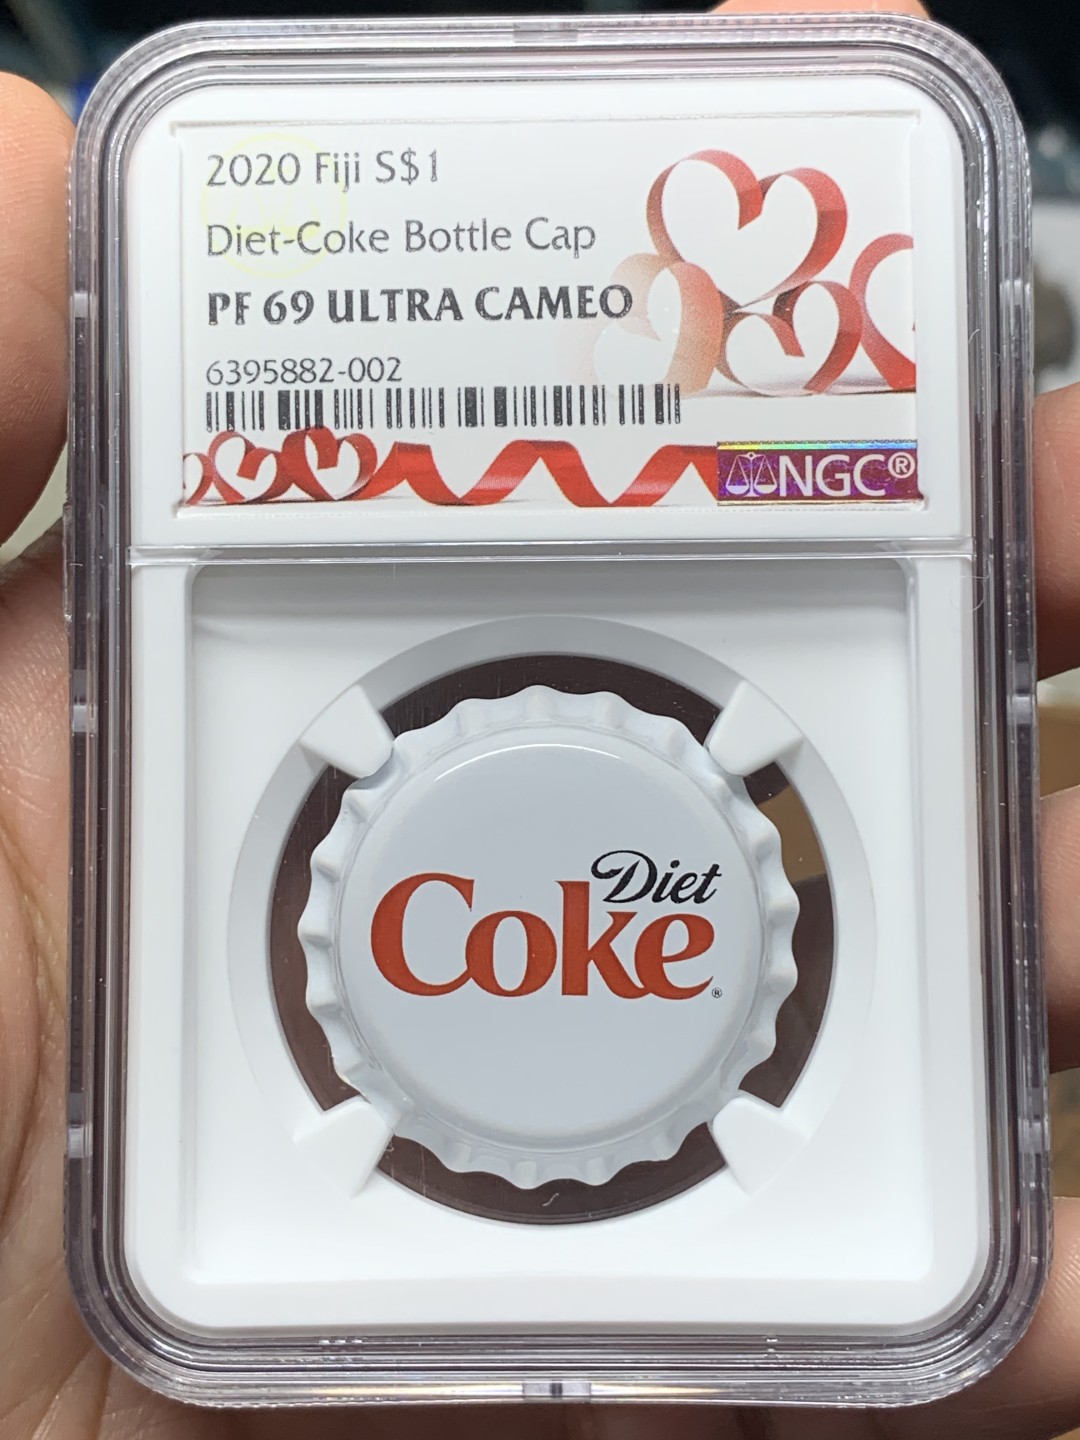 2020 Fiji S$1
Diet-Coke Bottle Cap
PF 69 ULTRA CAMEO
6395882-002
NGC®
Diet
Coke®